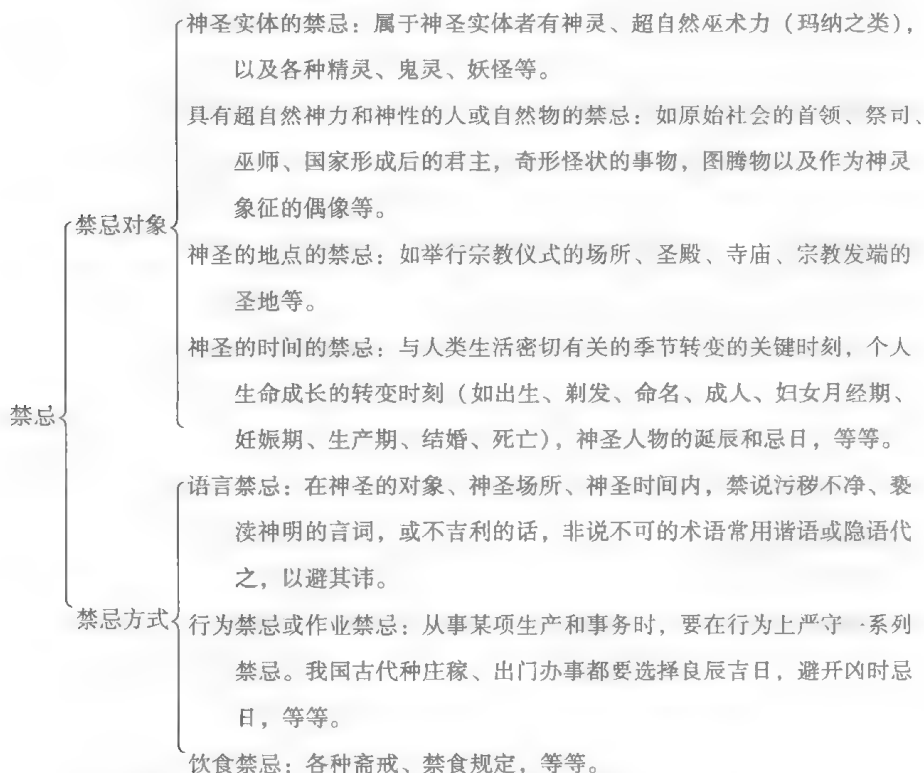 神圣实体的禁忌：属于神圣实体者有神灵、超自然巫术力（玛纳之类），
以及各种精灵、鬼灵、妖怪等。
具有超自然神力和神性的人或自然物的禁忌：如原始社会的首领、祭司、
巫师、国家形成后的君主，奇形怪状的事物，图腾物以及作为神灵
象征的偶像等。
禁忌对象
神圣的地点的禁忌：如举行宗教仪式的场所、圣殿、寺庙、宗教发端的
圣地等。
神圣的时间的禁忌：与人类生活密切有关的季节转变的关键时刻，个人
生命成长的转变时刻（如出生、剃发、命名、成人、妇女月经期、
妊娠期、生产期、结婚、死亡），神圣人物的诞辰和忌日，等等。
禁忌
语言禁忌：在神圣的对象、神圣场所、神圣时间内，禁说污秽不净、亵
渎神明的言词，或不吉利的话，非说不可的术语常用谐语或隐语代
之，以避其讳。
禁忌方式
行为禁忌或作业禁忌：从事某项生产和事务时，要在行为上严守一系列
禁忌。我国古代种庄稼、出门办事都要选择良辰吉日，避开凶时忌
日，等等。
饮食禁忌：各种斋戒、禁食规定，等等。